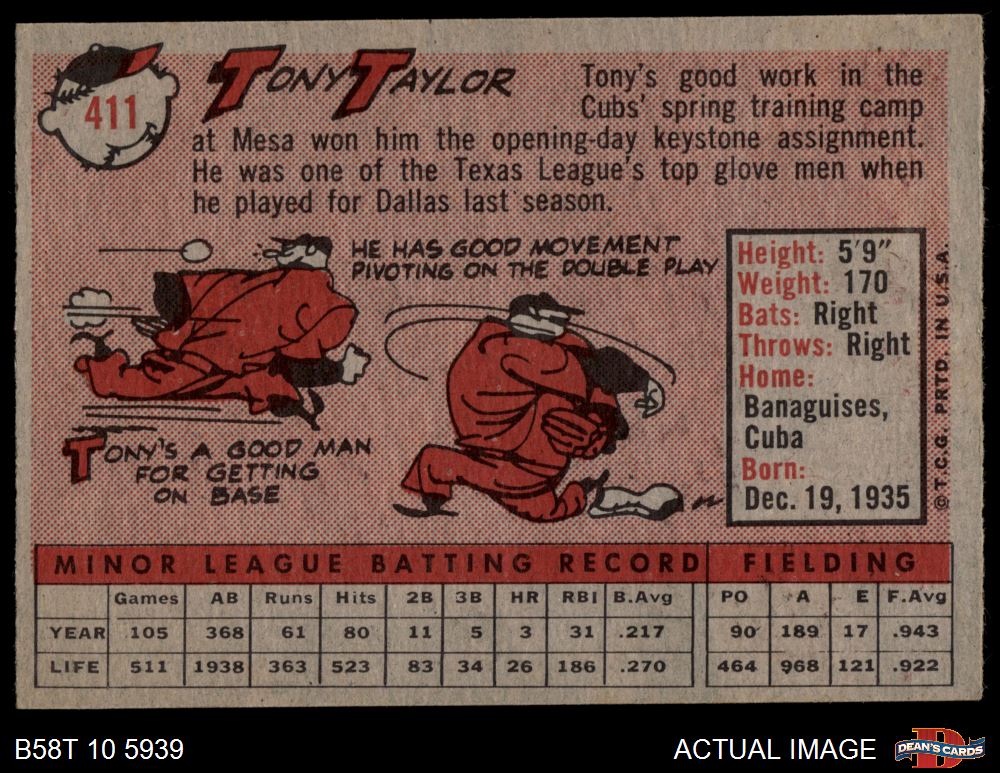 411
TONY TAYLOR
Tony's good work in the
Cubs' spring training camp
at Mesa won him the opening-day keystone assignment.
He was one of the Texas League's top glove men when
he played for Dallas last season.
HE HAS GOOD MOVEMENT
PIVOTING ON THE DOUBLE PLAY
TONY'S A GOOD MAN
FOR GETTING
ON BASE
Height: 5'9"
Weight: 170
Bats: Right
Throws: Right
Home:
Banaguises,
Cuba
Born:
Dec. 19, 1935
© T.C.G. PRTD. IN U.S.A.
MINOR LEAGUE BATTING RECORD FIELDING
Games AB Runs Hits 2B 3B HR RBI B.Avg PO A E F.Avg
YEAR 105 368 61 80 11 5 3 31 .217 90 189 17 .943
LIFE 511 1938 363 523 83 34 26 186 .270 464 968 121 .922
B58T 10 5939
ACTUAL IMAGE
D
DEAN'S CARDS